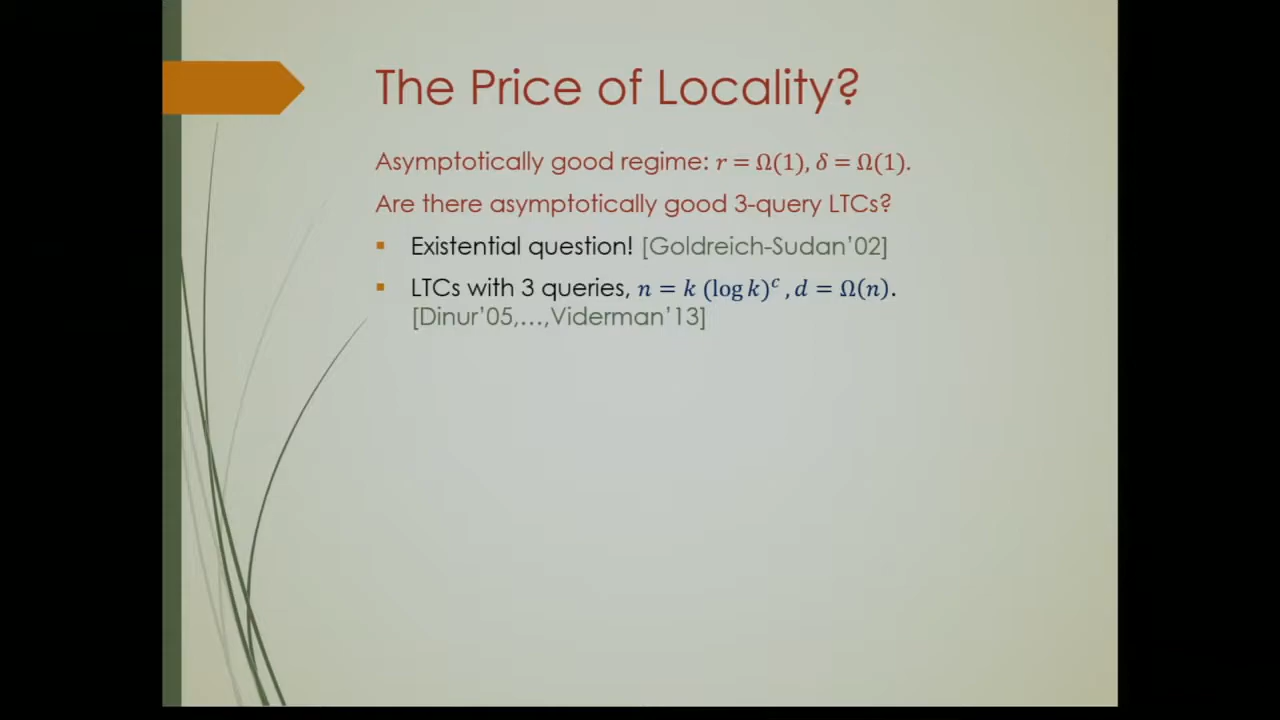 The Price of Locality?
Asymptotically good regime: r = Ω(1), δ = Ω(1).
Are there asymptotically good 3-query LTCs?
▪ Existential question! [Goldreich-Sudan’02]
▪ LTCs with 3 queries, n = k (log k)ᶜ , d = Ω(n).
[Dinur’05,…,Viderman’13]